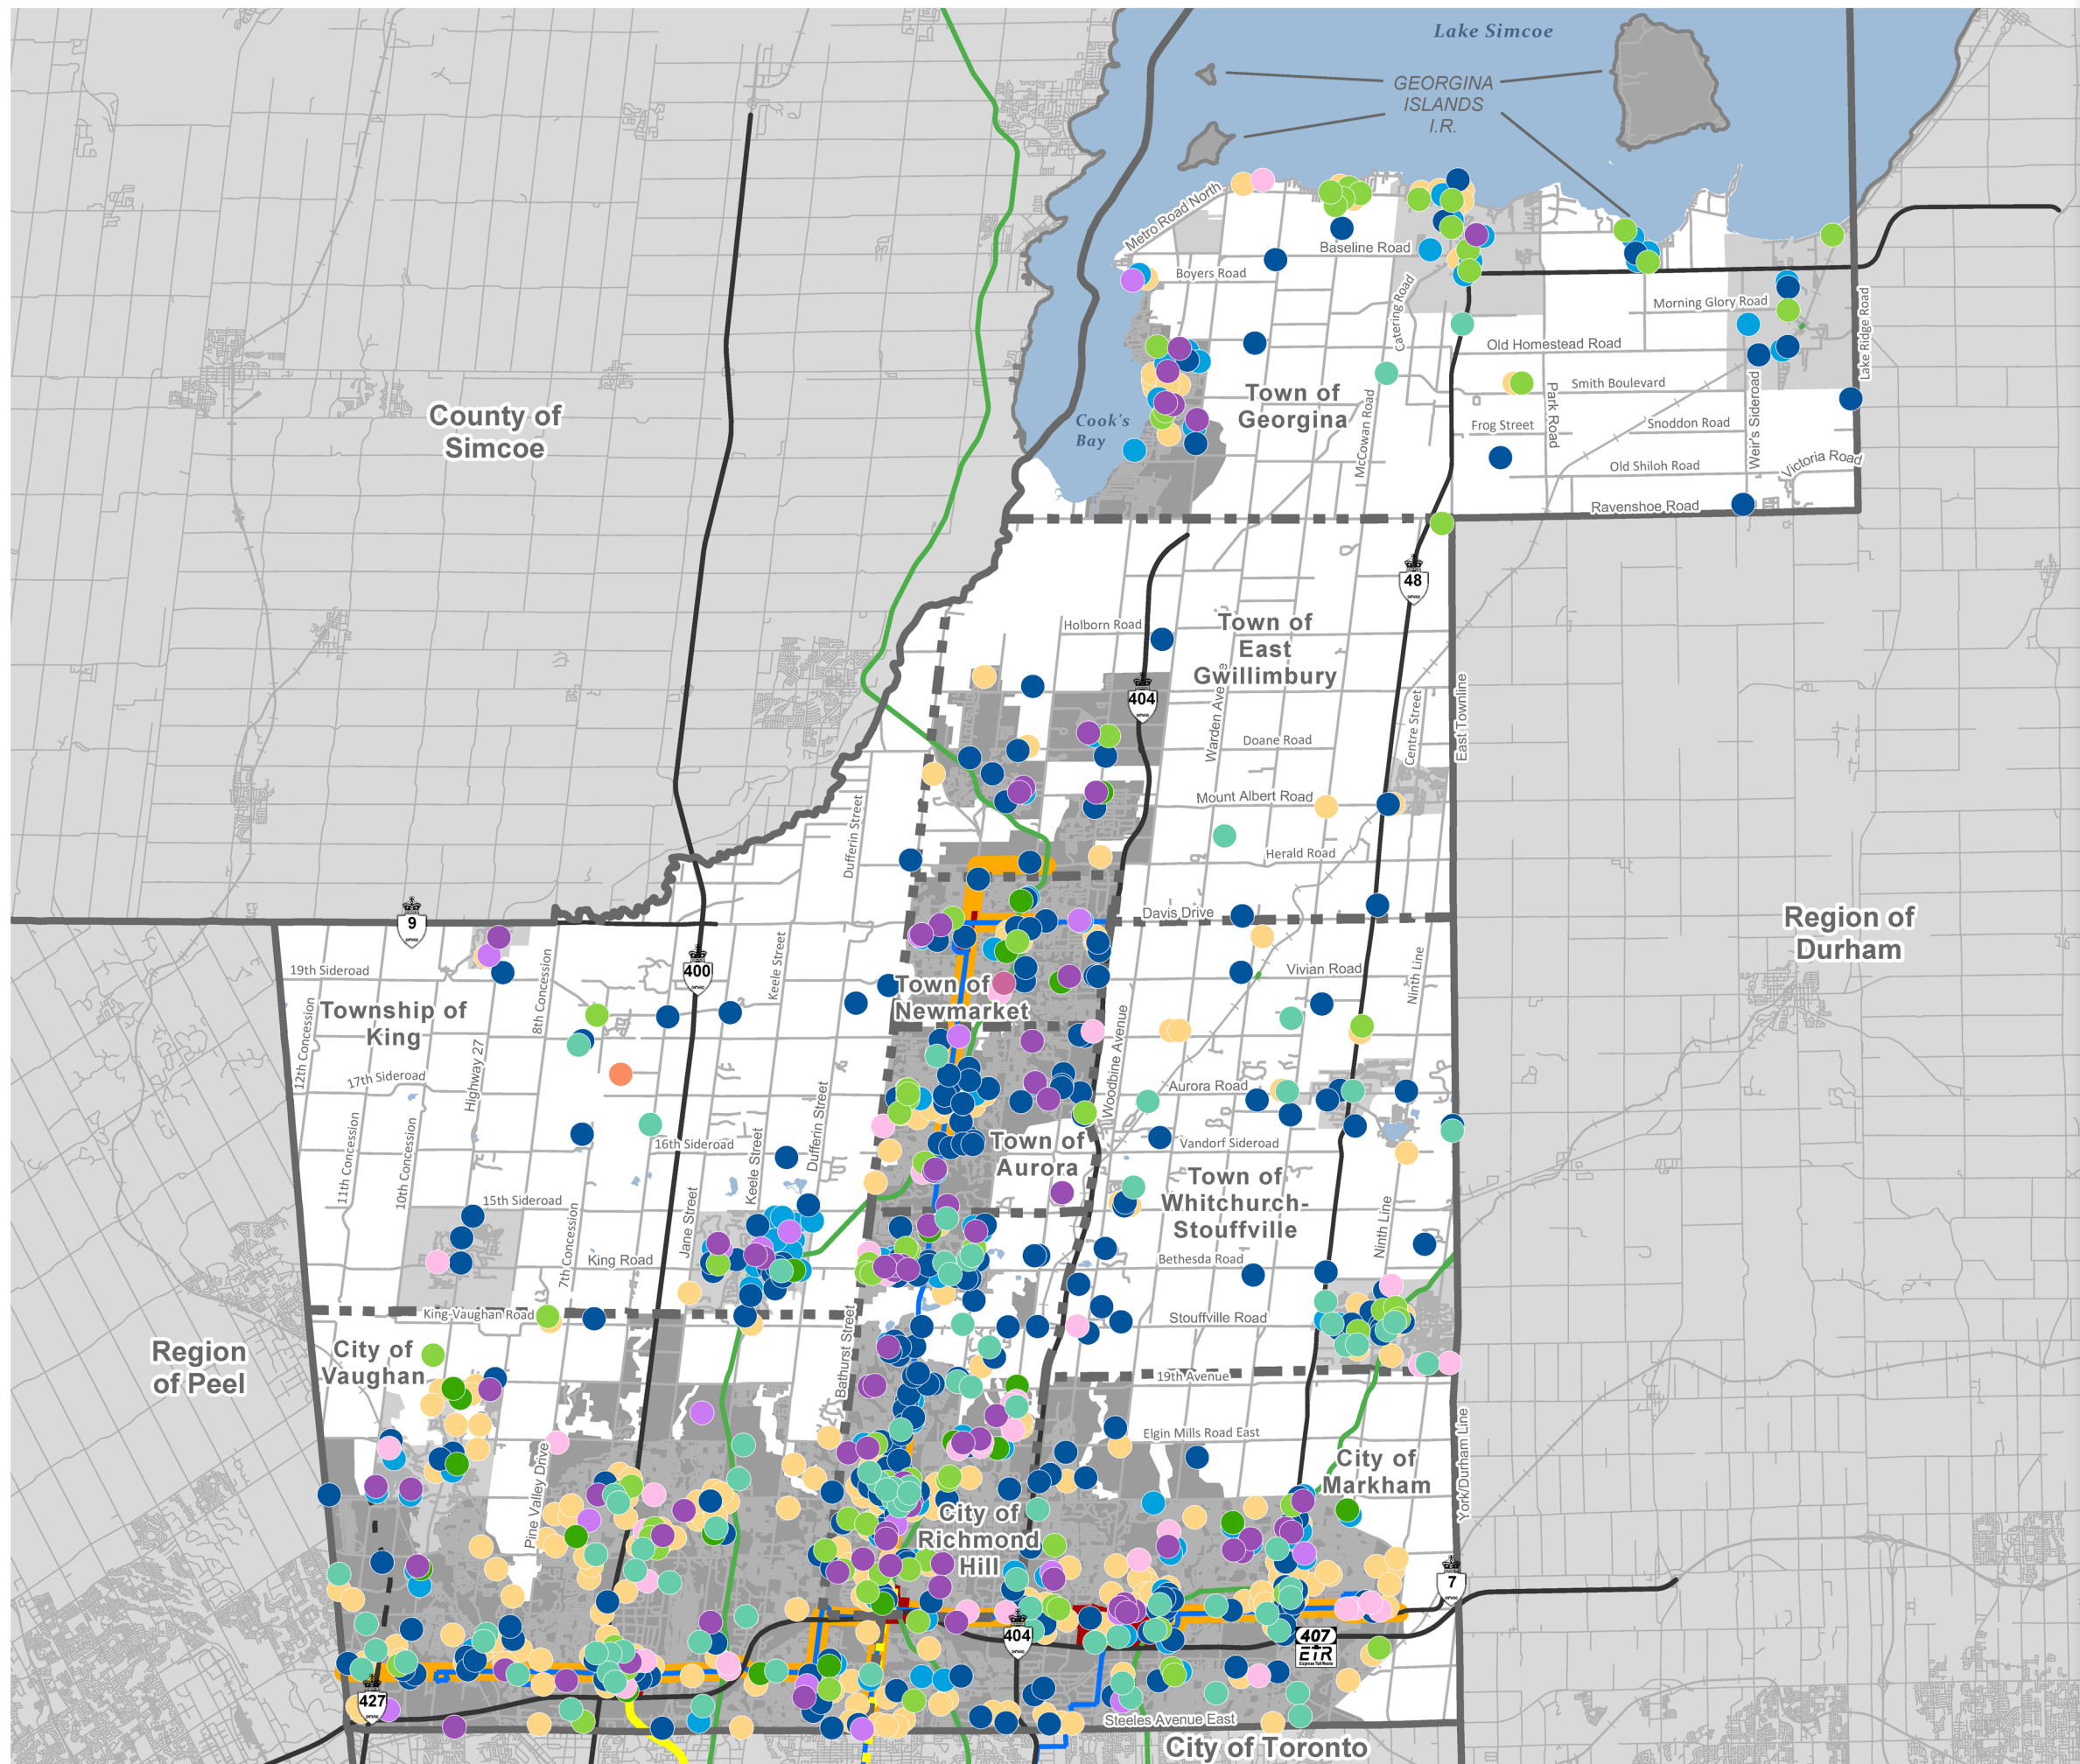 Lake Simcoe
GEORGINA
ISLANDS
I.R.
Metro Road North
Baseline Road
Boyers Road
Catering Road
Morning Glory Road
Lake Ridge Road
Old Homestead Road
Smith Boulevard
Park Road
Weir's Sideroad
County of
Simcoe
Cook's
Bay
Town of
Georgina
McCowan Road
Frog Street
Snoddon Road
Old Shiloh Road
Victoria Road
Ravenshoe Road
48
Holborn Road
Town of
East
Gwillimbury
404
Warden Avenue
Centre Street
East Townline
Doane Road
Mount Albert Road
Dufferin Street
Herald Road
9
Davis Drive
Region of
Durham
19th Sideroad
8th Concession
400
Keele Street
Vivian Road
Ninth Line
12th Concession
Township of
King
Town of
Newmarket
Woodbine Avenue
17th Sideroad
Highway 27
Dufferin Street
Aurora Road
11th Concession
10th Concession
16th Sideroad
Keele Street
Town of
Aurora
Vandorf Sideroad
Town of
Whitchurch-
Stouffville
15th Sideroad
7th Concession
Jane Street
King Road
Ninth Line
Bethesda Road
King-Vaughan Road
Stouffville Road
Region
of Peel
City of
Vaughan
Bathurst Street
19th Avenue
Pine Valley Drive
Elgin Mills Road East
City of
Markham
York/Durham Line
City of
Richmond
Hill
7
404
407
ETR
427
Steeles Avenue East
City of Toronto